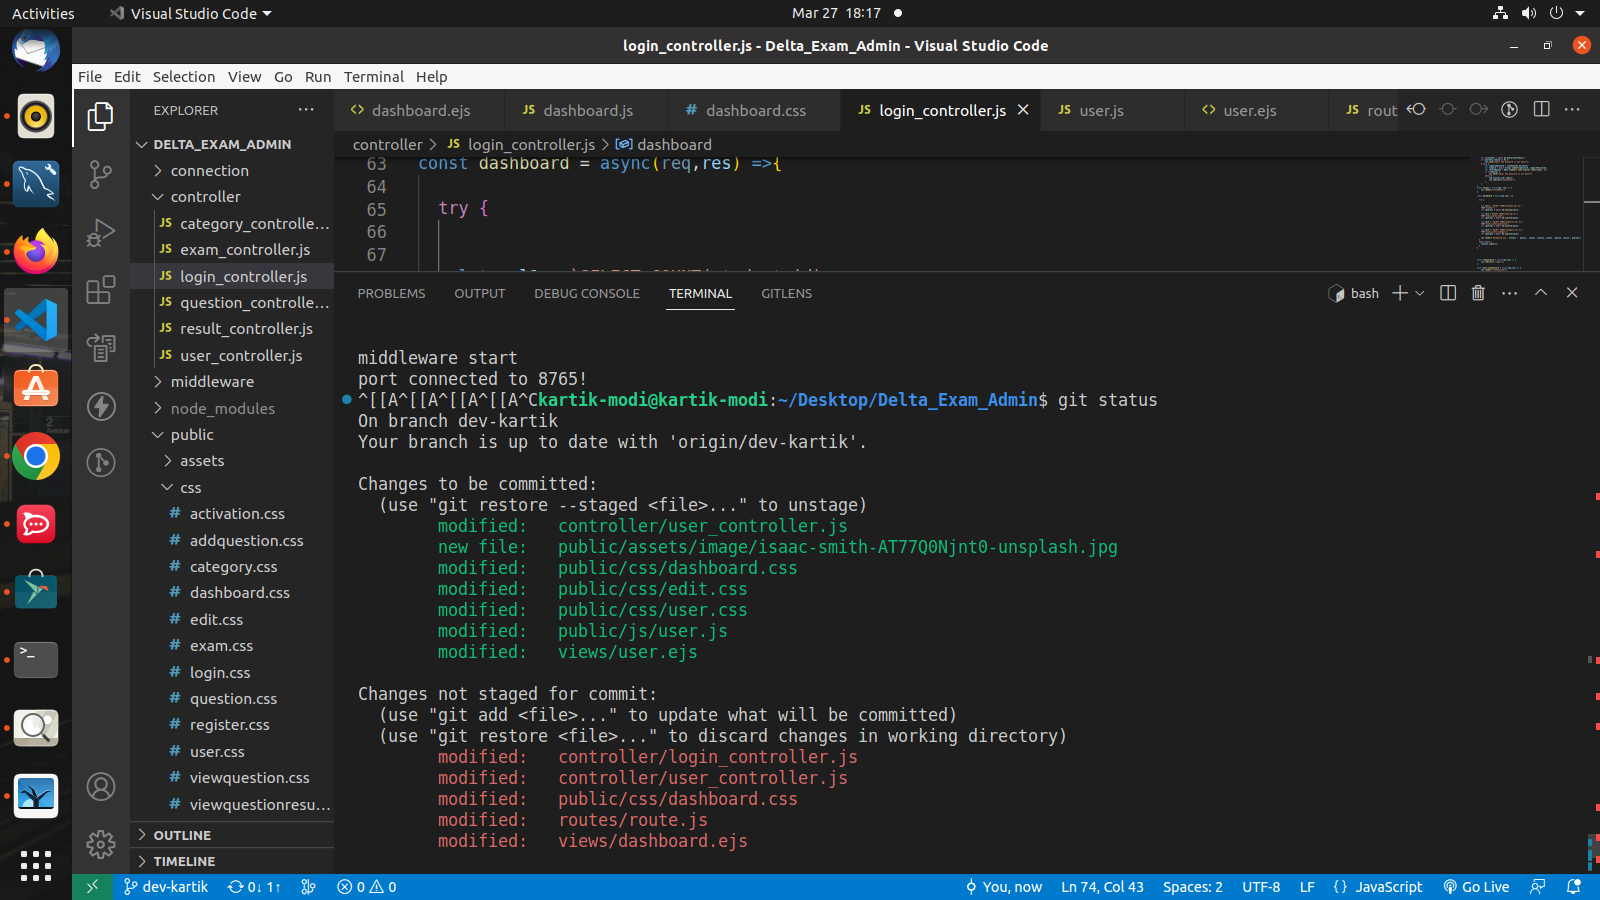 Activities
Visual Studio Code
Mar 27 18:17
login_controller.js - Delta_Exam_Admin - Visual Studio Code
File Edit Selection View Go Run Terminal Help
EXPLORER
DELTA_EXAM_ADMIN
connection
controller
JS category_controlle...
JS exam_controller.js
JS login_controller.js
JS question_controlle...
JS result_controller.js
JS user_controller.js
middleware
node_modules
public
assets
css
# activation.css
# addquestion.css
# category.css
# dashboard.css
# edit.css
# exam.css
# login.css
# question.css
# register.css
# user.css
# viewquestion.css
# viewquestionresu...
OUTLINE
TIMELINE
<> dashboard.ejs
JS dashboard.js
# dashboard.css
JS login_controller.js
JS user.js
<> user.ejs
JS rout
controller > JS login_controller.js > dashboard
63 const dashboard = async(req,res) =>{
64
65 try {
66
67
PROBLEMS OUTPUT DEBUG CONSOLE TERMINAL GITLENS
bash
middleware start
port connected to 8765!
^[[A^[[A^[[A^[[A^Ckartik-modi@kartik-modi:~/Desktop/Delta_Exam_Admin$ git status
On branch dev-kartik
Your branch is up to date with 'origin/dev-kartik'.
Changes to be committed:
(use "git restore --staged <file>..." to unstage)
modified: controller/user_controller.js
new file: public/assets/image/isaac-smith-AT77Q0Njnt0-unsplash.jpg
modified: public/css/dashboard.css
modified: public/css/edit.css
modified: public/css/user.css
modified: public/js/user.js
modified: views/user.ejs
Changes not staged for commit:
(use "git add <file>..." to update what will be committed)
(use "git restore <file>..." to discard changes in working directory)
modified: controller/login_controller.js
modified: controller/user_controller.js
modified: public/css/dashboard.css
modified: routes/route.js
modified: views/dashboard.ejs
dev-kartik 0↓ 1↑ 0 0
You, now Ln 74, Col 43 Spaces: 2 UTF-8 LF {} JavaScript Go Live